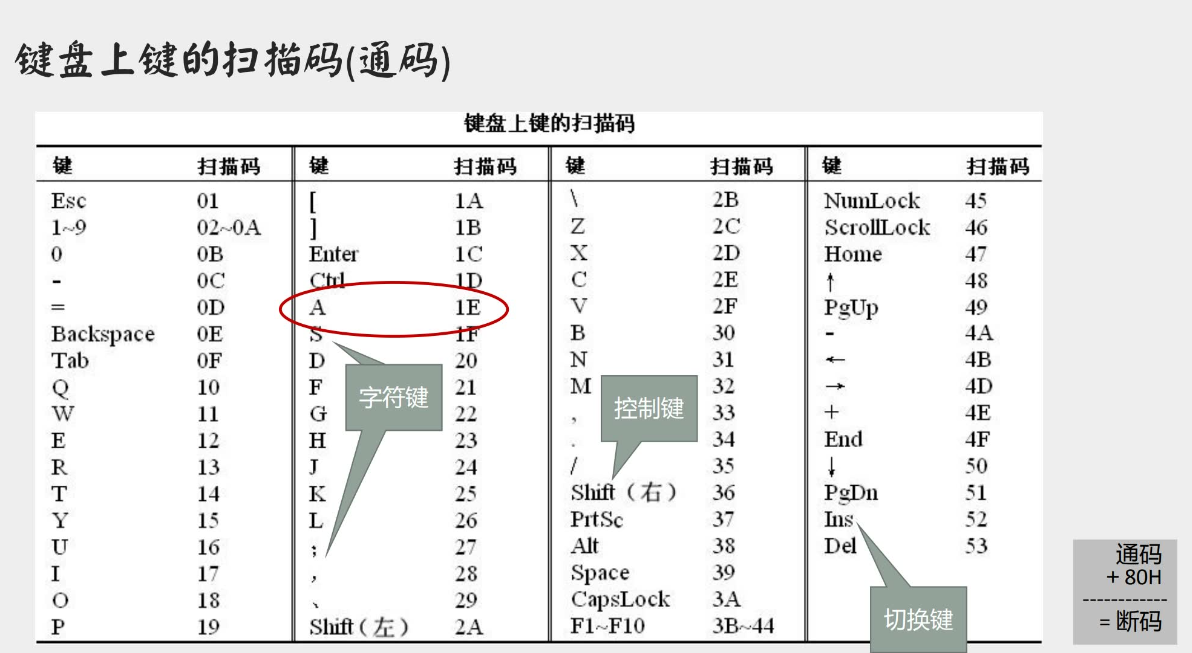 键盘上键的扫描码(通码)
键盘上键的扫描码
键 扫描码 键 扫描码 键 扫描码 键 扫描码
Esc 01 [ 1A \ 2B NumLock 45
1~9 02~0A ] 1B Z 2C ScrollLock 46
0 0B Enter 1C X 2D Home 47
- 0C Ctrl 1D C 2E ↑ 48
= 0D A 1E V 2F PgUp 49
Backspace 0E S 1F B 30 - 4A
Tab 0F D 20 N 31 ← 4B
Q 10 F 21 M 32 → 4D
W 11 G 22 , 33 + 4E
E 12 H 23 . 34 End 4F
R 13 J 24 / 35 ↓ 50
T 14 K 25 Shift（右） 36 PgDn 51
Y 15 L 26 PrtSc 37 Ins 52
U 16 ; 27 Alt 38 Del 53
I 17 , 28 Space 39
O 18 、 29 CapsLock 3A
P 19 Shift（左） 2A F1~F10 3B~44
字符键
控制键
切换键
通码
+ 80H
------------
= 断码